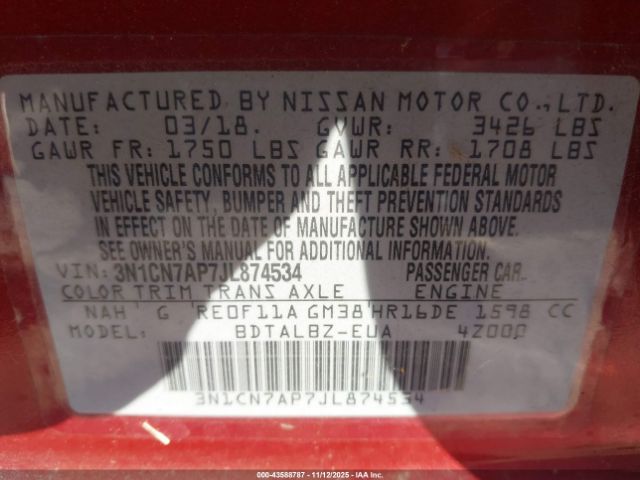 MANUFACTURED BY NISSAN MOTOR CO., LTD.
DATE: 03/18. GVWR: 3426 LBS
GAWR FR: 1750 LBS GAWR RR: 1708 LBS
THIS VEHICLE CONFORMS TO ALL APPLICABLE FEDERAL MOTOR
VEHICLE SAFETY, BUMPER AND THEFT PREVENTION STANDARDS
IN EFFECT ON THE DATE OF MANUFACTURE SHOWN ABOVE.
SEE OWNER'S MANUAL FOR ADDITIONAL INFORMATION.
VIN: 3N1CN7AP7JL874534 PASSENGER CAR
COLOR TRIM TRANS AXLE ENGINE
NAH G RE0F11A GM38 HR16DE 1598 CC
MODEL: BDTALBZ-EUA 4Z000
3N1CN7AP7JL874534
000-43588787 - 11/12/2025 - IAAI.com